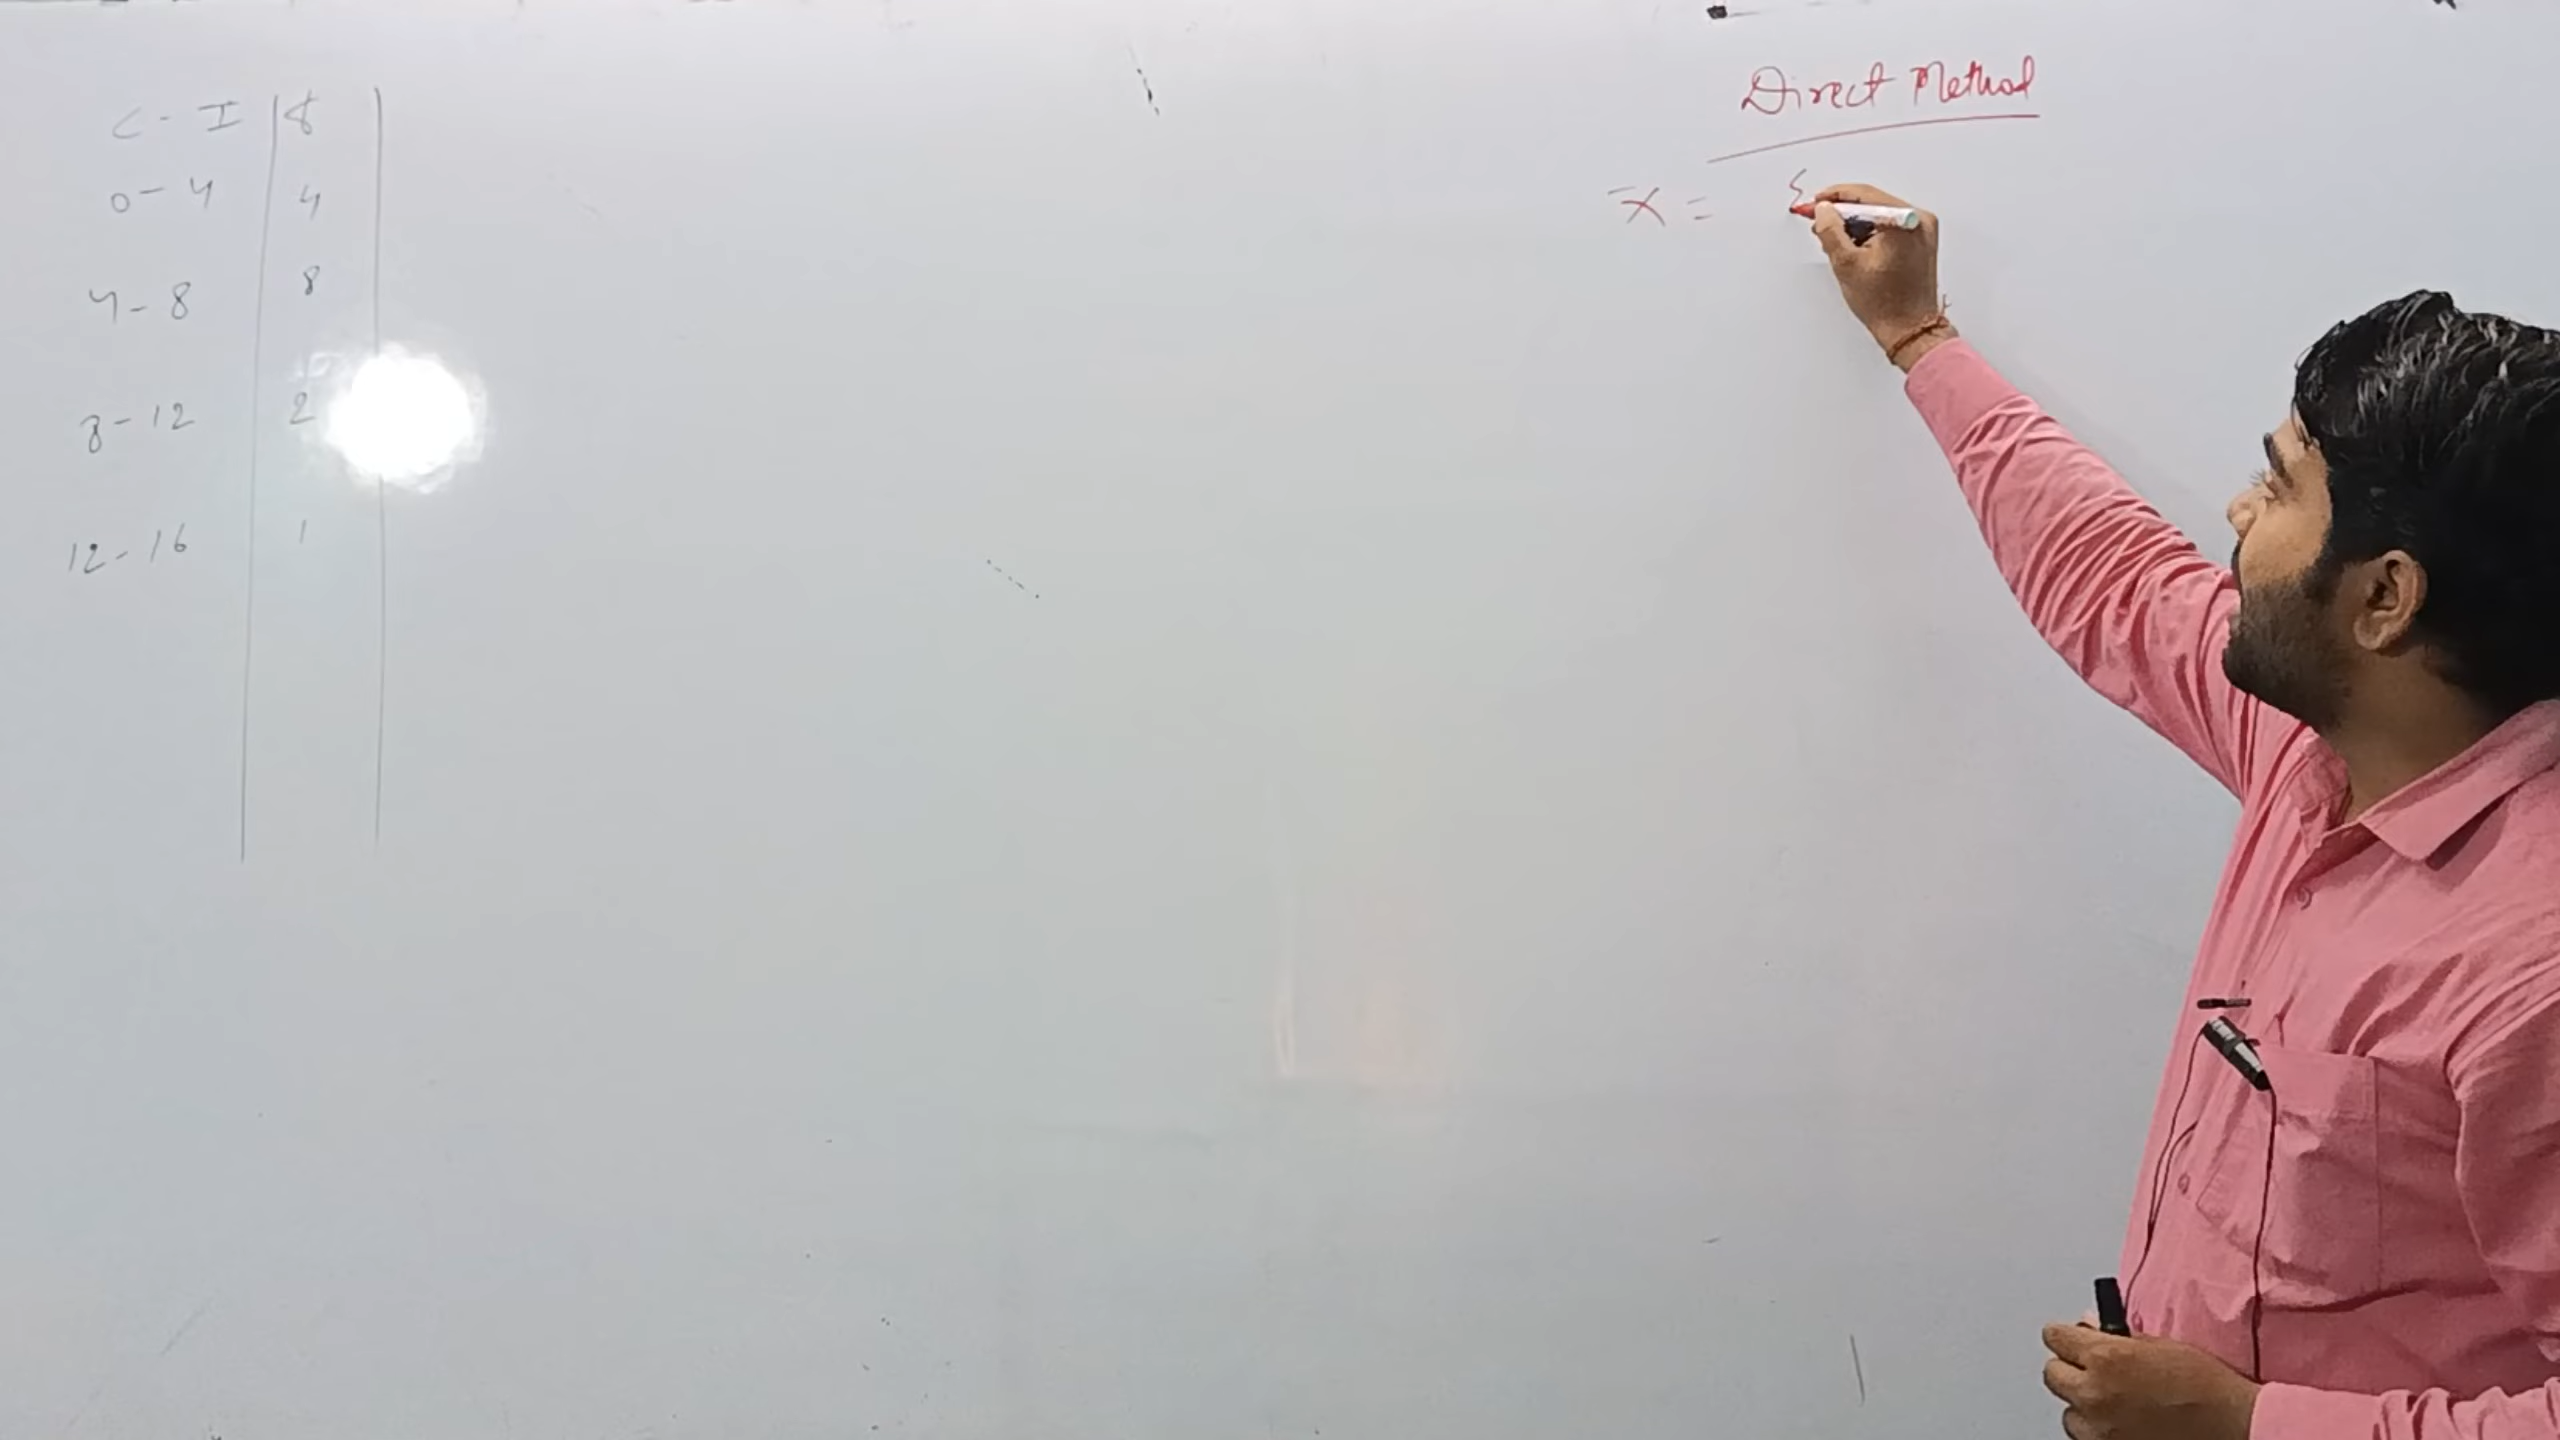 C-I f
0-4 4
4-8 8
8-12 2
12-16 1
Direct Method
x̄ = Σ